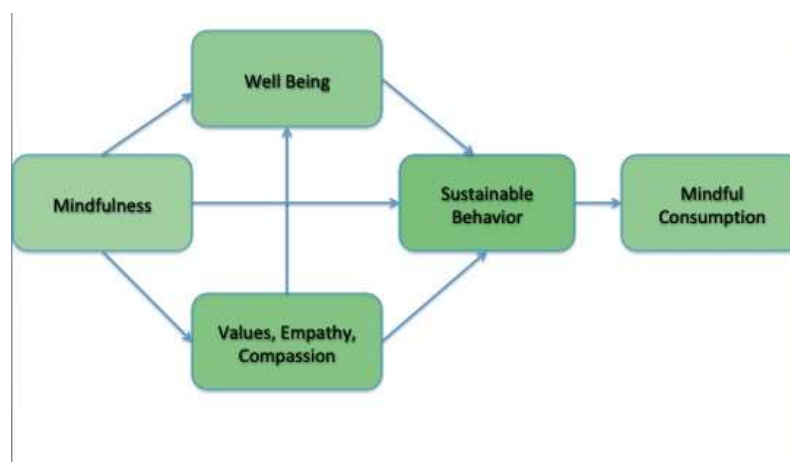 Well Being
Mindfulness
Sustainable
Behavior
Mindful
Consumption
Values, Empathy,
Compassion